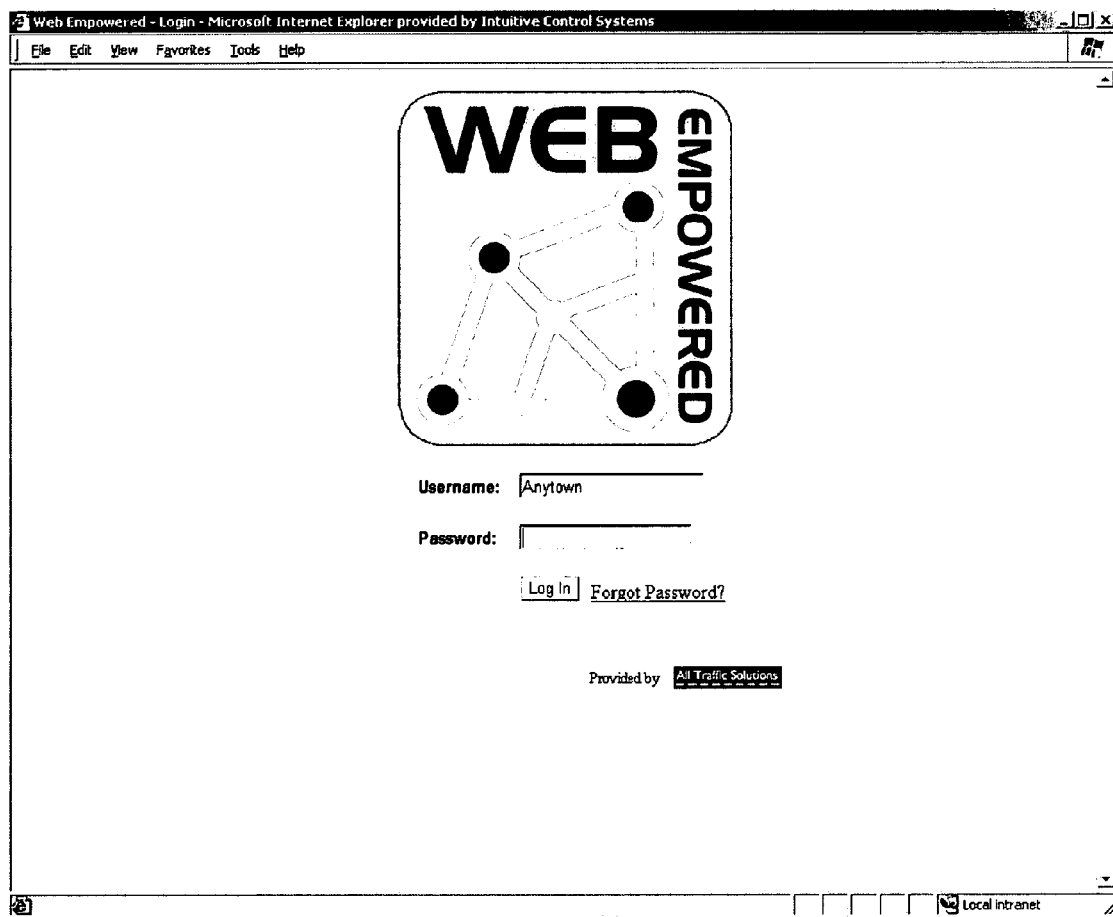 Web Empowered - Login - Microsoft Internet Explorer provided by Intuitive Control Systems
File Edit View Favorites Tools Help
WEB
EMPOWERED
Username: Anytown
Password:
Log In Forgot Password?
Provided by All Traffic Solutions
Local intranet